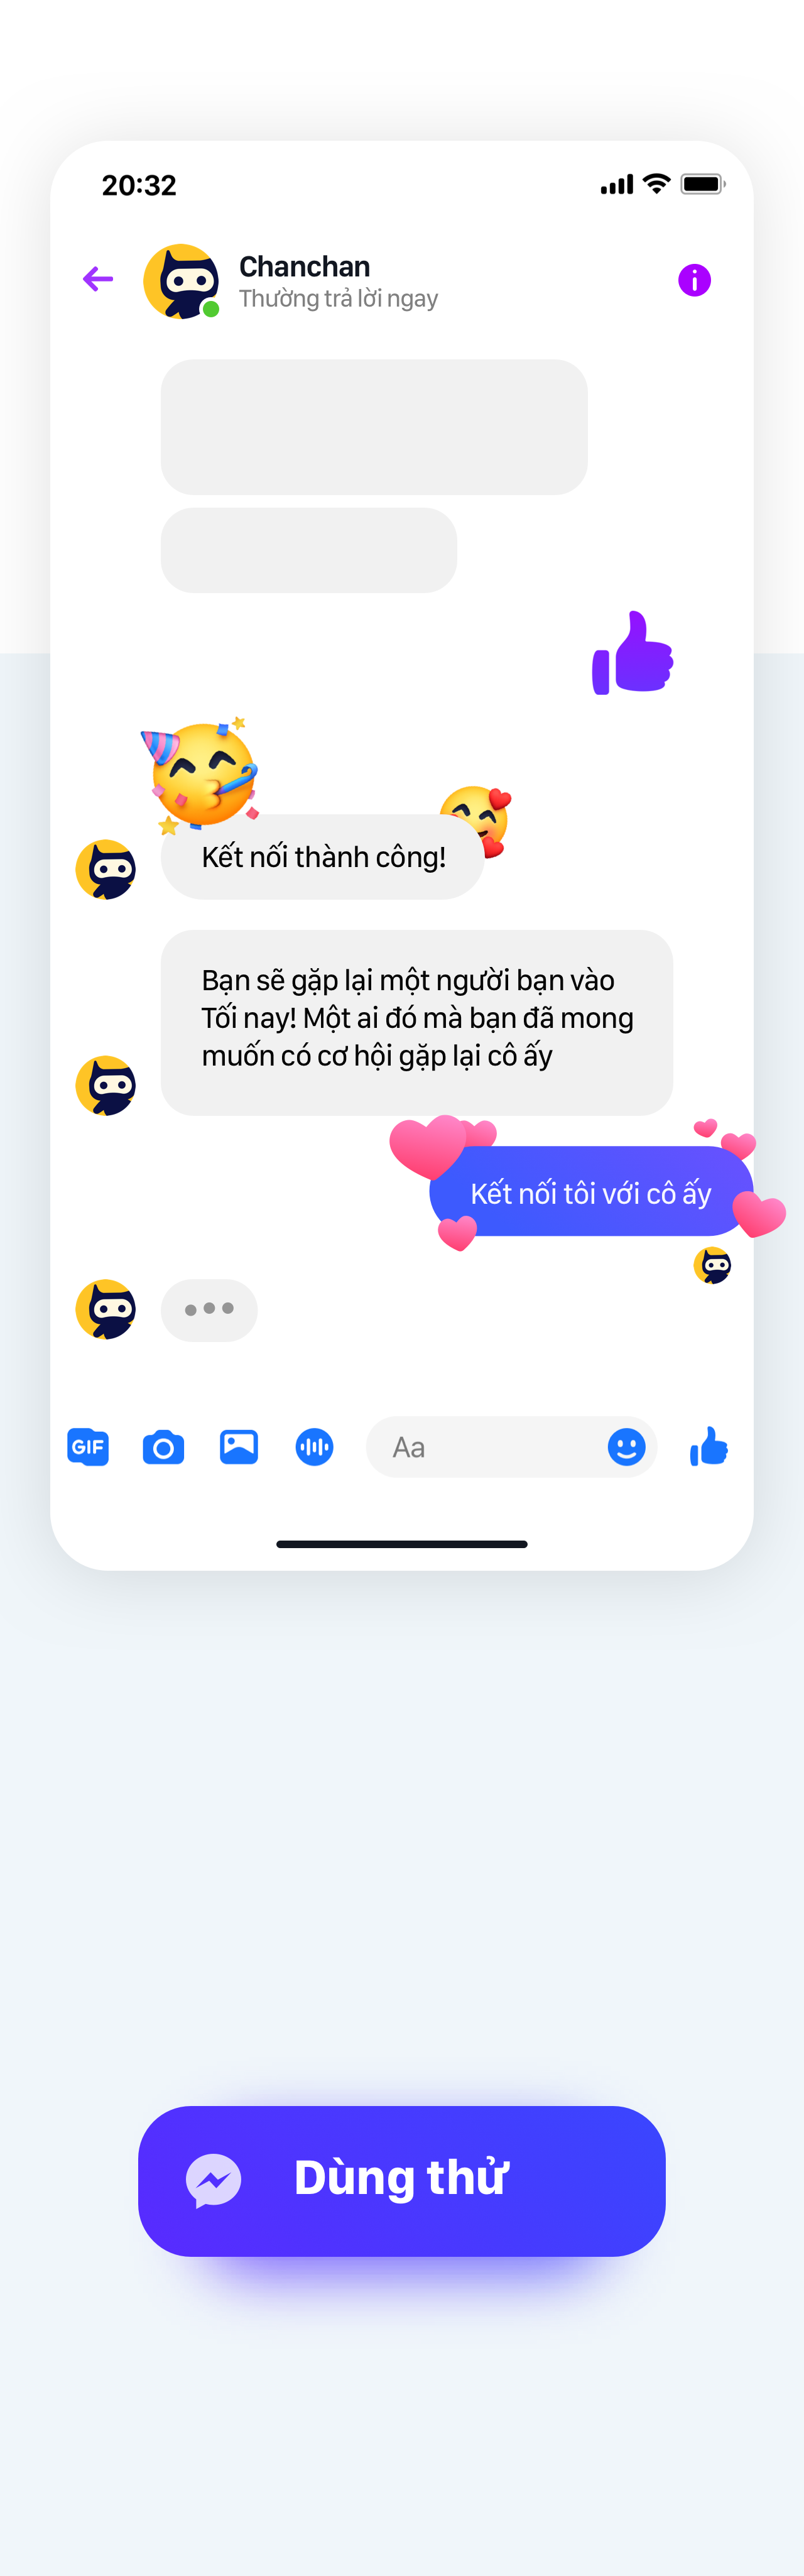 20:32
Chanchan
Thường trả lời ngay
Kết nối thành công!
Bạn sẽ gặp lại một người bạn vào
Tối nay! Một ai đó mà bạn đã mong
muốn có cơ hội gặp lại cô ấy
Kết nối tôi với cô ấy
GIF
Aa
Dùng thử